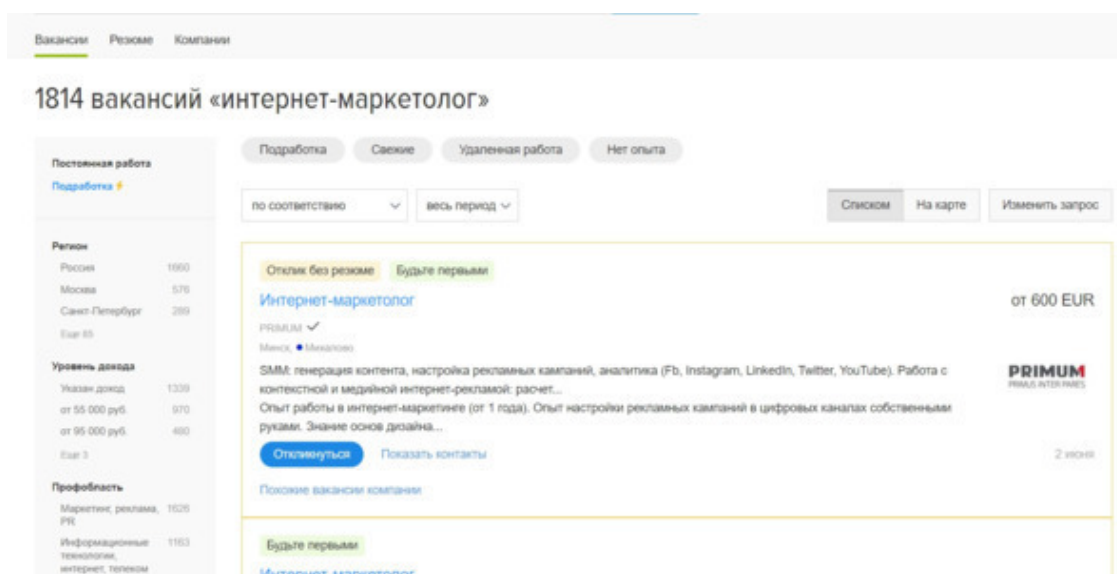 Вакансии Резюме Компании
1814 вакансий «интернет-маркетолог»
Постоянная работа
Подработка
Регион
Россия 1660
Москва 576
Санкт-Петербург 289
Еще 85
Уровень дохода
Указан доход 1339
от 55 000 руб. 970
от 95 000 руб. 460
Еще 3
Профобласть
Маркетинг, реклама, 1626
PR
Информационные 1163
технологии,
интернет, телеком
Подработка Свежие Удаленная работа Нет опыта
по соответствию весь период Списком На карте Изменить запрос
Отклик без резюме Будьте первыми
Интернет-маркетолог от 600 EUR
PRIMUM
Минск, Михалово
SMM: генерация контента, настройка рекламных кампаний, аналитика (Fb, Instagram, LinkedIn, Twitter, YouTube). Работа с
контекстной и медийной интернет-рекламой: расчет...
Опыт работы в интернет-маркетинге (от 1 года). Опыт настройки рекламных кампаний в цифровых каналах собственными
руками. Знание основ дизайна...
PRIMUM
PRIMUS INTER PARES
Откликнуться Показать контакты 2 июня
Похожие вакансии компании
Будьте первыми
Интернет-маркетолог